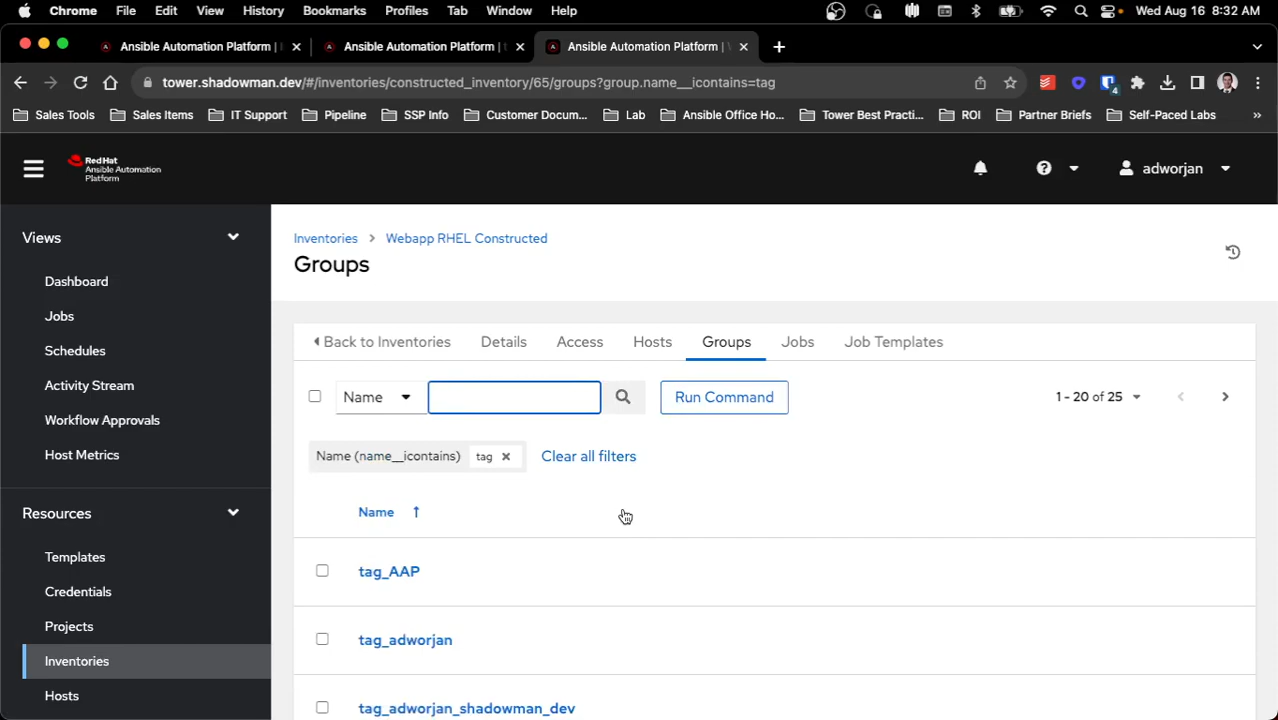 Chrome File Edit View History Bookmarks Profiles Tab Window Help Wed Aug 16 8:32 AM
Ansible Automation Platform | Ansible Automation Platform | Ansible Automation Platform |
tower.shadowman.dev/#/inventories/constructed_inventory/65/groups?group.name__icontains=tag
4
Sales Tools Sales Items IT Support Pipeline SSP Info Customer Docum... Lab Ansible Office Ho... Tower Best Practi... ROI Partner Briefs Self-Paced Labs »
Red Hat
Ansible Automation
Platform
adworjan
Views
Dashboard
Jobs
Schedules
Activity Stream
Workflow Approvals
Host Metrics
Resources
Templates
Credentials
Projects
Inventories
Hosts
Inventories Webapp RHEL Constructed
Groups
Back to Inventories Details Access Hosts Groups Jobs Job Templates
Name Run Command 1 - 20 of 25
Name (name__icontains) tag Clear all filters
Name
tag_AAP
tag_adworjan
tag_adworjan_shadowman_dev